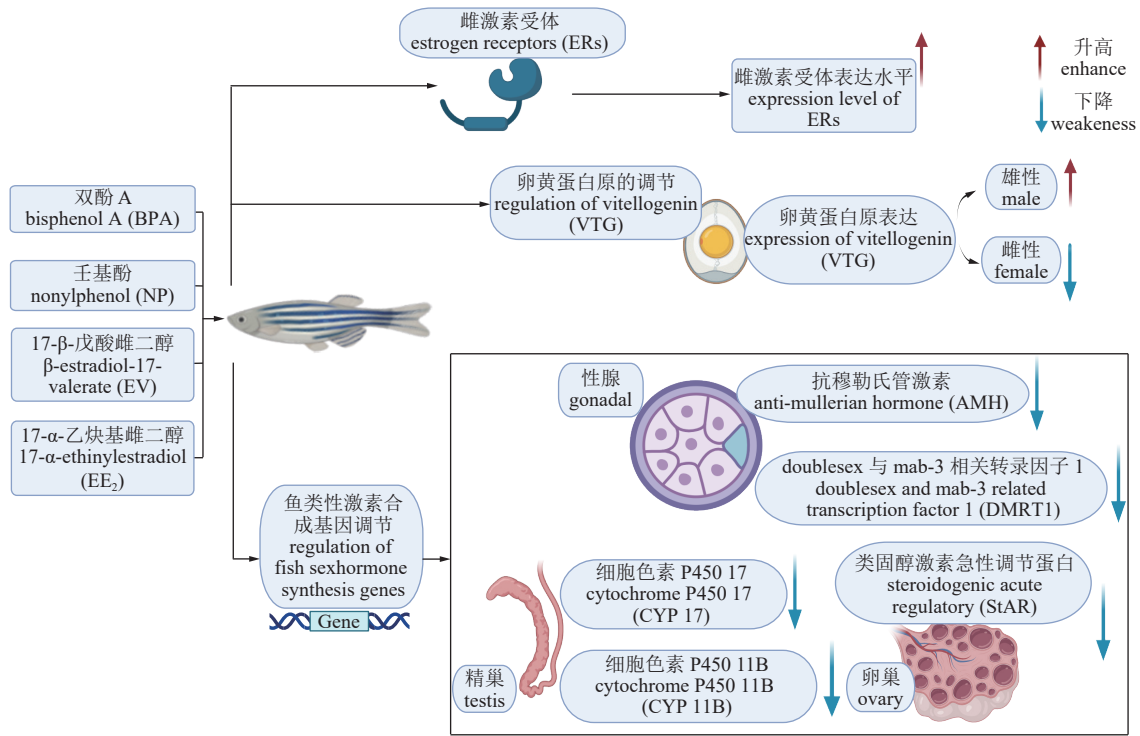 雌激素受体
estrogen receptors (ERs)
雌激素受体表达水平
expression level of
ERs
升高
enhance
下降
weakeness
双酚 A
bisphenol A (BPA)
壬基酚
nonylphenol (NP)
17-β-戊酸雌二醇
β-estradiol-17-
valerate (EV)
17-α-乙炔基雌二醇
17-α-ethinylestradiol
(EE₂)
卵黄蛋白原的调节
regulation of vitellogenin
(VTG)
卵黄蛋白原表达
expression of vitellogenin
(VTG)
雄性
male
雌性
female
鱼类性激素合
成基因调节
regulation of
fish sexhormone
synthesis genes
Gene
性腺
gonadal
抗穆勒氏管激素
anti-mullerian hormone (AMH)
doublesex 与 mab-3 相关转录因子 1
doublesex and mab-3 related
transcription factor 1 (DMRT1)
细胞色素 P450 17
cytochrome P450 17
(CYP 17)
类固醇激素急性调节蛋白
steroidogenic acute
regulatory (StAR)
精巢
testis
细胞色素 P450 11B
cytochrome P450 11B
(CYP 11B)
卵巢
ovary